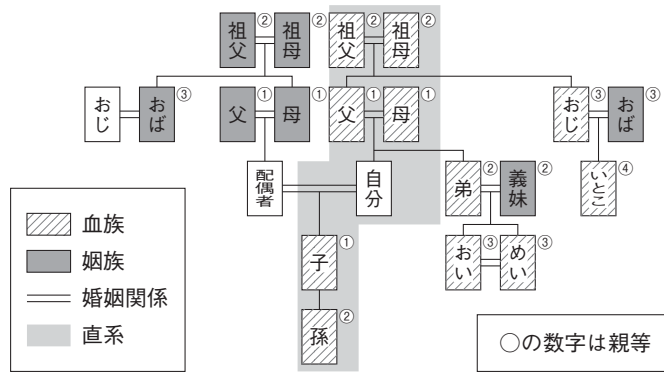 祖父 ② 祖母 ② 祖父 ② 祖母 ②
おじ おば ③ 父 ① 母 ① 父 ① 母 ① おじ ③ おば ③
配偶者 自分 弟 ② 義妹 ② いとこ ④
子 ① おい ③ めい ③
孫 ②
血族
姻族
婚姻関係
直系
○の数字は親等